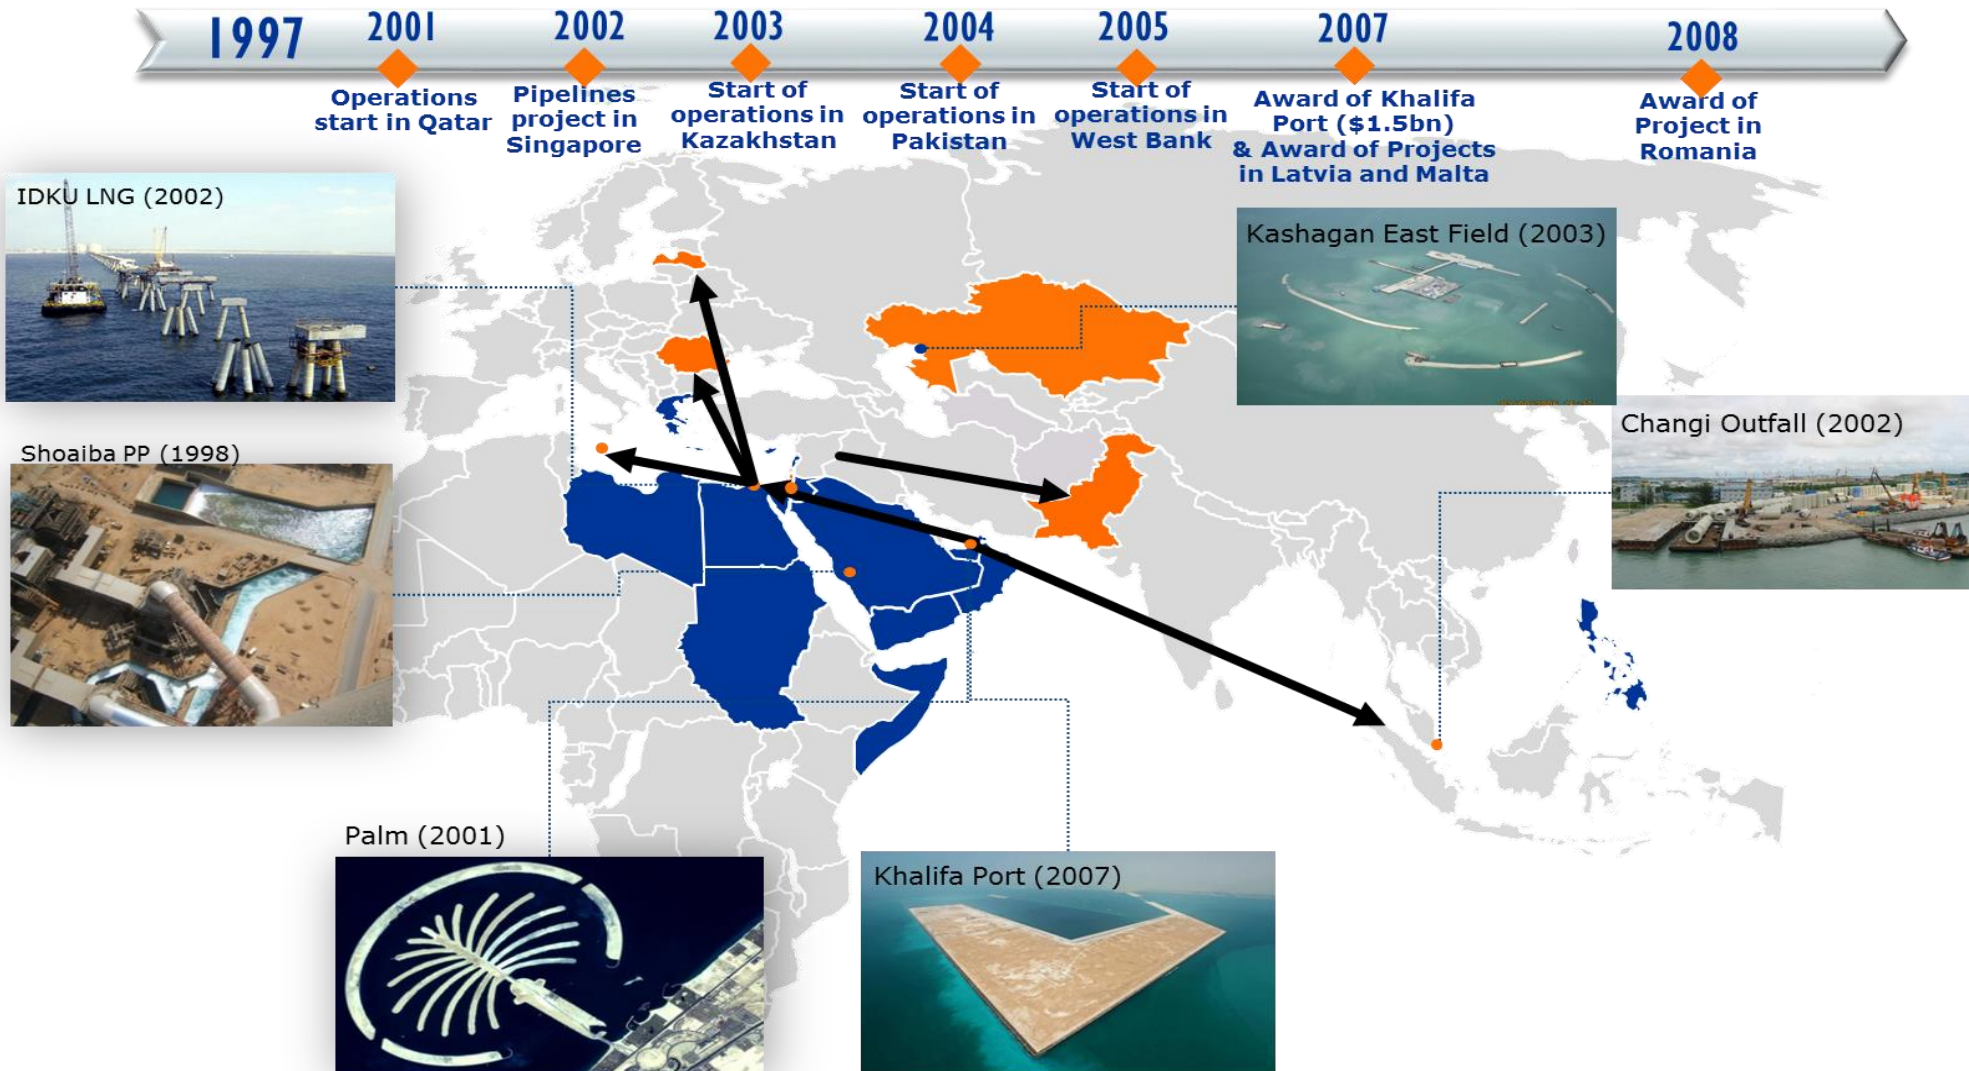 1997
2001
2002
2003
2004
2005
2007
2008
Operations
start in Qatar
Pipelines
project in
Singapore
Start of
operations in
Kazakhstan
Start of
operations in
Pakistan
Start of
operations in
West Bank
Award of Khalifa
Port ($1.5bn)
& Award of Projects
in Latvia and Malta
Award of
Project in
Romania
IDKU LNG (2002)
Kashagan East Field (2003)
Changi Outfall (2002)
Shoaiba PP (1998)
Palm (2001)
Khalifa Port (2007)